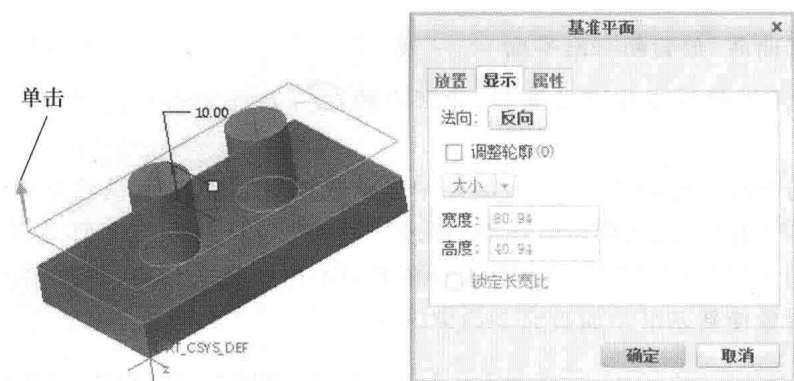 单击
10.00
XT_CSYS_DEF
Z
基准平面
放置 显示 属性
法向: 反向
调整轮廓(O)
大小
宽度: 80.94
高度: 40.94
锁定长宽比
确定 取消